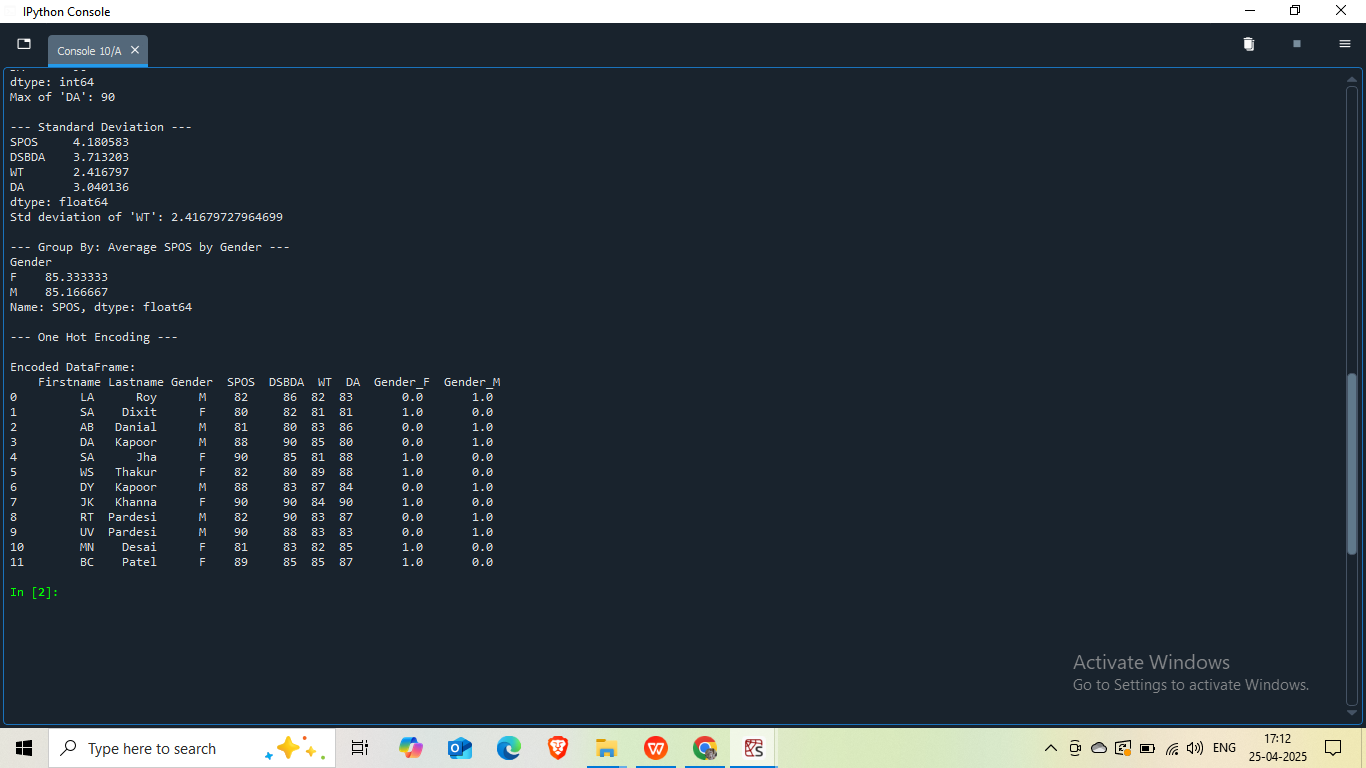 IPython Console
Console 10/A
dtype: int64
Max of 'DA': 90
--- Standard Deviation ---
SPOS 4.180583
DSBDA 3.713203
WT 2.416797
DA 3.040136
dtype: float64
Std deviation of 'WT': 2.41679727964699
--- Group By: Average SPOS by Gender ---
Gender
F 85.333333
M 85.166667
Name: SPOS, dtype: float64
--- One Hot Encoding ---
Encoded DataFrame:
Firstname Lastname Gender SPOS DSBDA WT DA Gender_F Gender_M
0 LA Roy M 82 86 82 83 0.0 1.0
1 SA Dixit F 80 82 81 81 1.0 0.0
2 AB Danial M 81 80 83 86 0.0 1.0
3 DA Kapoor M 88 90 85 80 0.0 1.0
4 SA Jha F 90 85 81 88 1.0 0.0
5 WS Thakur F 82 80 89 88 1.0 0.0
6 DY Kapoor M 88 83 87 84 0.0 1.0
7 JK Khanna F 90 90 84 90 1.0 0.0
8 RT Pardesi M 82 90 83 87 0.0 1.0
9 UV Pardesi M 90 88 83 83 0.0 1.0
10 MN Desai F 81 83 82 85 1.0 0.0
11 BC Patel F 89 85 85 87 1.0 0.0
In [2]:
Activate Windows
Go to Settings to activate Windows.
Type here to search
ENG
17:12
25-04-2025